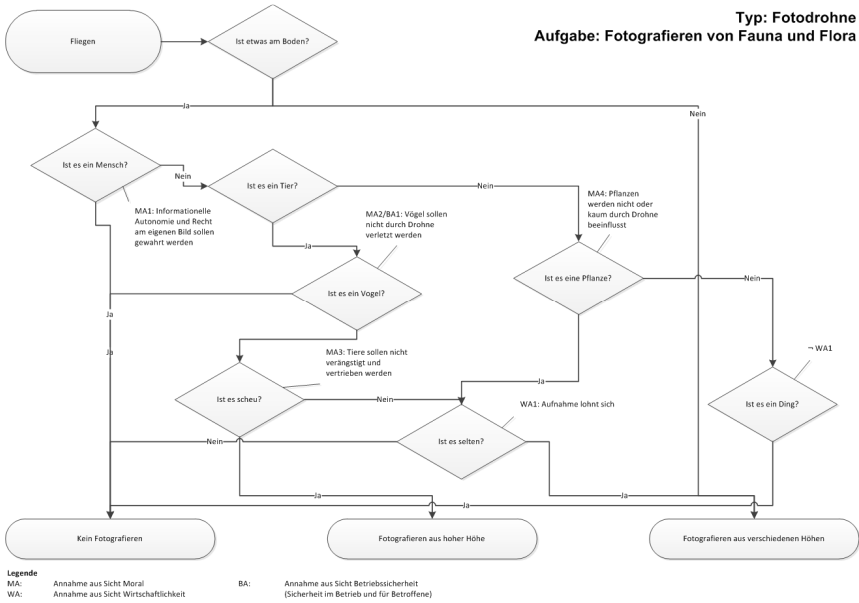 Typ: Fotodrohne
Aufgabe: Fotografieren von Fauna und Flora
Fliegen
Ist etwas am Boden?
Ja
Nein
Ist es ein Mensch?
Nein
Ist es ein Tier?
Nein
MA4: Pflanzen
werden nicht oder
kaum durch Drohne
beeinflusst
MA1: Informationelle
Autonomie und Recht
am eigenen Bild sollen
gewahrt werden
MA2/BA1: Vögel sollen
nicht durch Drohne
verletzt werden
Ja
Ist es eine Pflanze?
Nein
Ist es ein Vogel?
Ja
Ja
MA3: Tiere sollen nicht
verängstigt und
vertrieben werden
¬ WA1
Ja
Ist es scheu?
Nein
WA1: Aufnahme lohnt sich
Ist es ein Ding?
Nein
Ist es selten?
Ja
Ja
Ja
Kein Fotografieren
Fotografieren aus hoher Höhe
Fotografieren aus verschiedenen Höhen
Legende
MA: Annahme aus Sicht Moral
WA: Annahme aus Sicht Wirtschaftlichkeit
BA: Annahme aus Sicht Betriebssicherheit
(Sicherheit im Betrieb und für Betroffene)